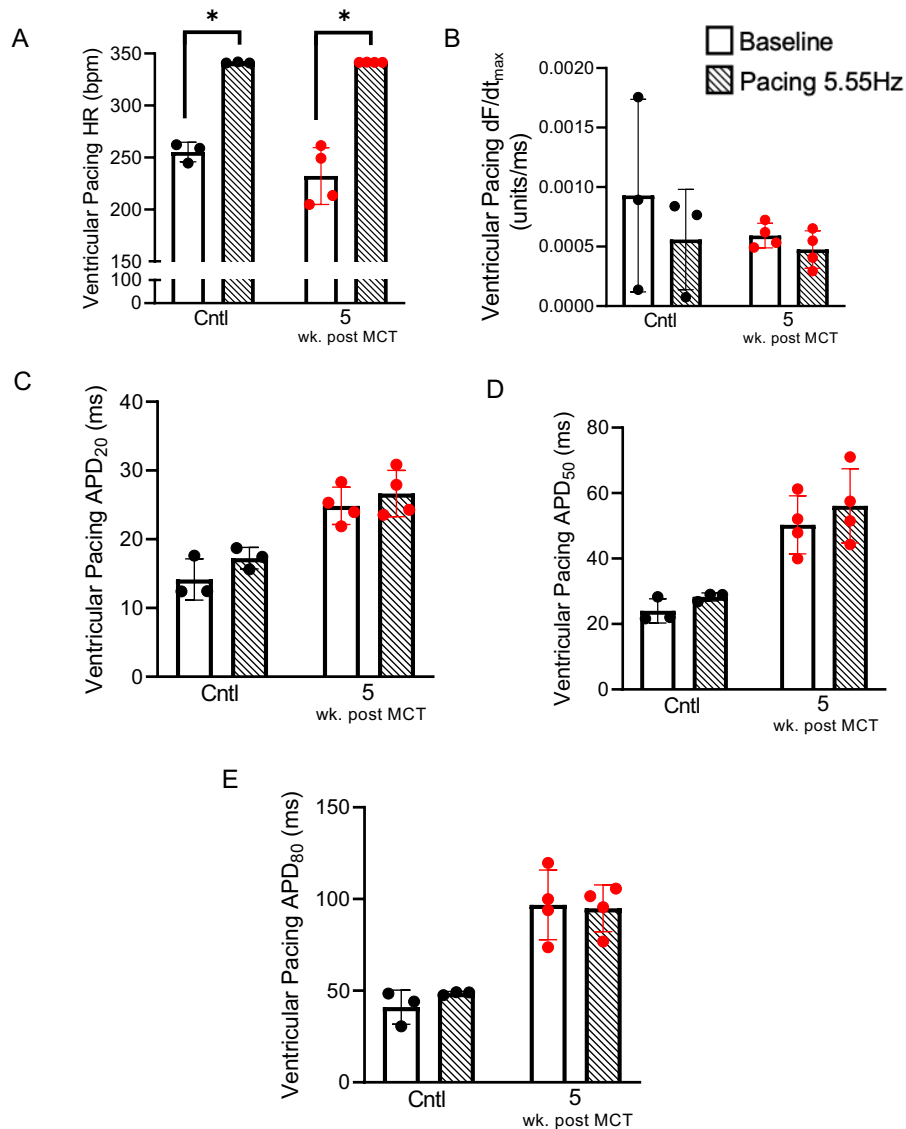 A
Ventricular Pacing HR (bpm)
350
300
250
200
150
100
0
*
*
Cntl
5
wk. post MCT
B
Baseline
Pacing 5.55Hz
Ventricular Pacing dF/dtmax
(units/ms)
0.0020
0.0015
0.0010
0.0005
0.0000
Cntl
5
wk. post MCT
C
Ventricular Pacing APD20 (ms)
40
30
20
10
0
Cntl
5
wk. post MCT
D
Ventricular Pacing APD50 (ms)
80
60
40
20
0
Cntl
5
wk. post MCT
E
Ventricular Pacing APD80 (ms)
150
100
50
0
Cntl
5
wk. post MCT